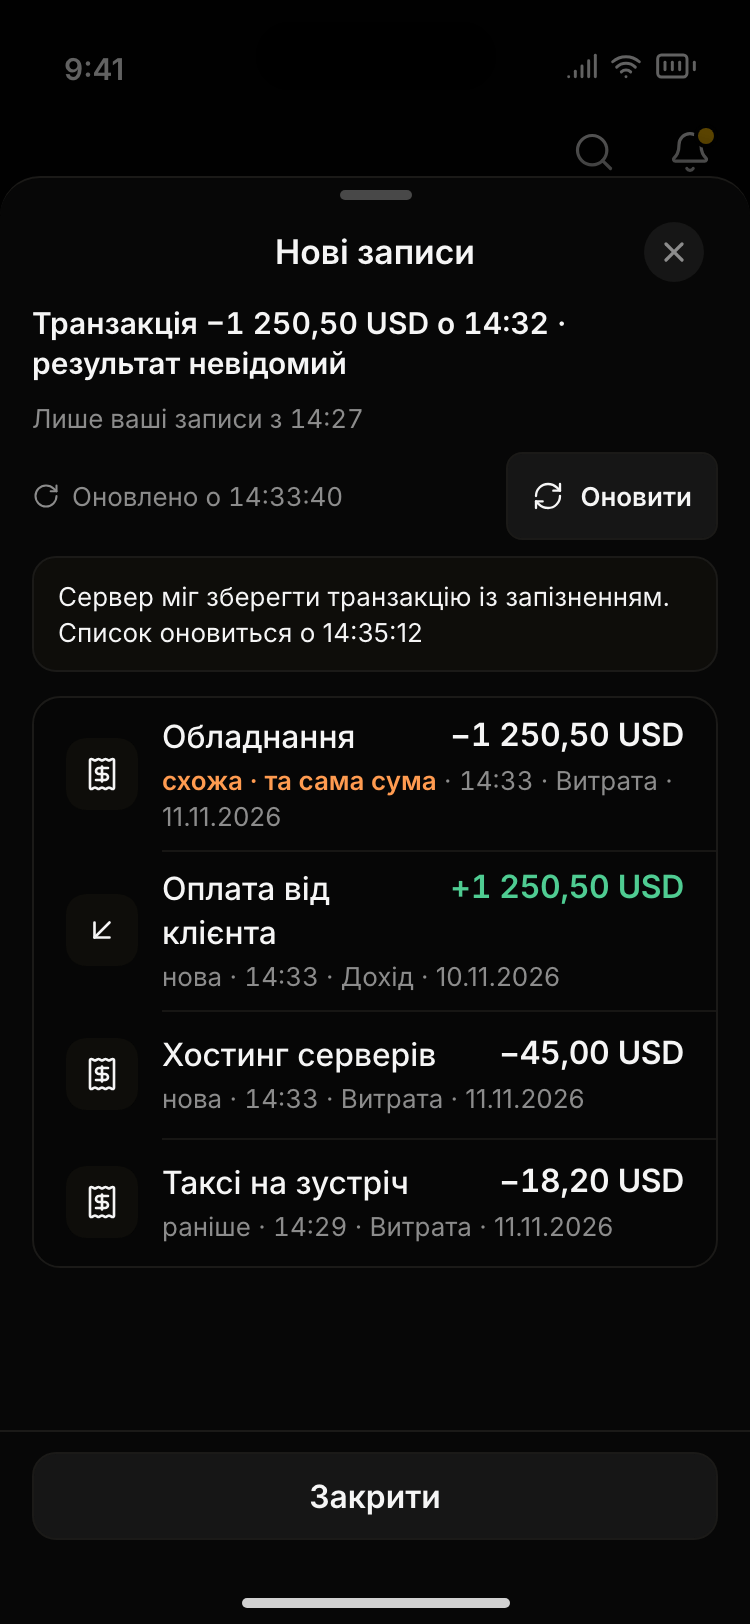 9:41
Нові записи
Транзакція −1 250,50 USD о 14:32 ·
результат невідомий
Лише ваші записи з 14:27
Оновлено о 14:33:40
Оновити
Сервер міг зберегти транзакцію із запізненням.
Список оновиться о 14:35:12
Обладнання −1 250,50 USD
схожа · та сама сума · 14:33 · Витрата ·
11.11.2026
Оплата від +1 250,50 USD
клієнта
нова · 14:33 · Дохід · 10.11.2026
Хостинг серверів −45,00 USD
нова · 14:33 · Витрата · 11.11.2026
Таксі на зустріч −18,20 USD
раніше · 14:29 · Витрата · 11.11.2026
Закрити